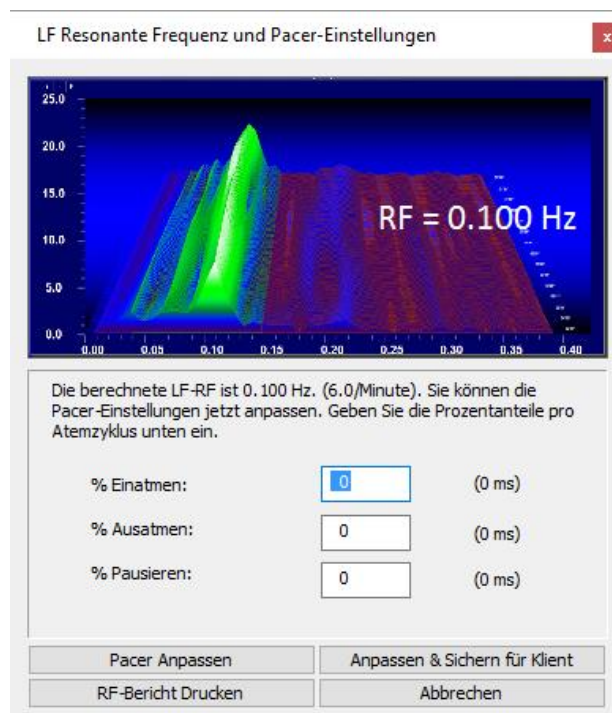 LF Resonante Frequenz und Pacer-Einstellungen
x
25.0
20.0
15.0
10.0
5.0
0.0
RF = 0.100 Hz
0.00 0.05 0.10 0.15 0.20 0.25 0.30 0.35 0.40
Die berechnete LF-RF ist 0.100 Hz. (6.0/Minute). Sie können die
Pacer-Einstellungen jetzt anpassen. Geben Sie die Prozentanteile pro
Atemzyklus unten ein.
% Einatmen: 0 (0 ms)
% Ausatmen: 0 (0 ms)
% Pausieren: 0 (0 ms)
Pacer Anpassen Anpassen & Sichern für Klient
RF-Bericht Drucken Abbrechen